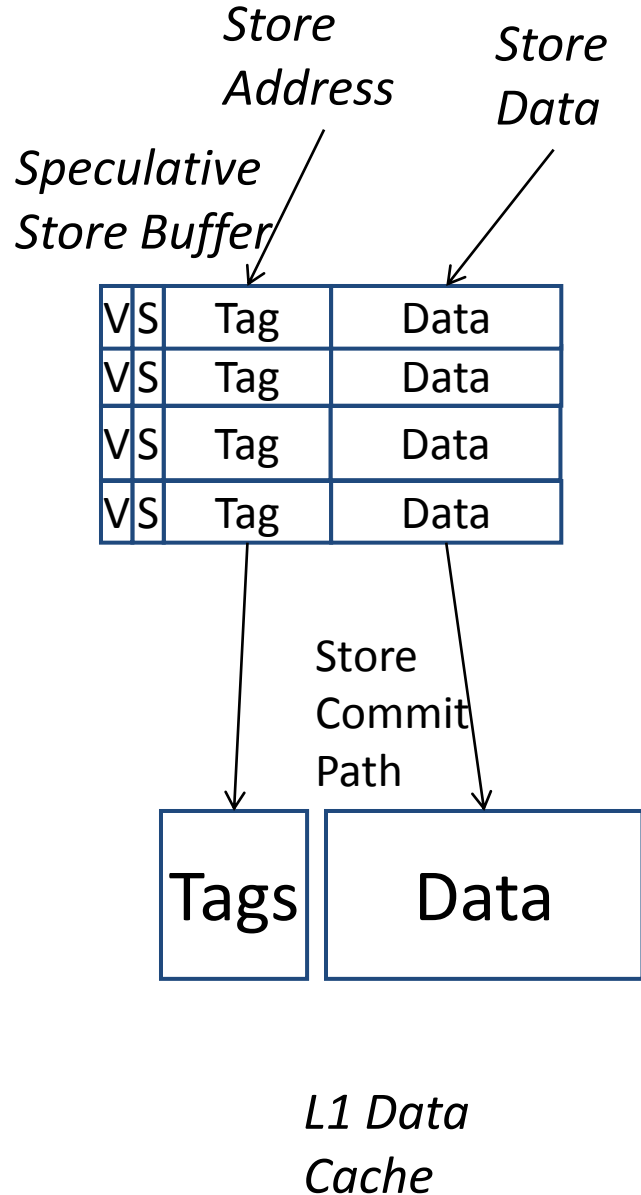 Store
Address
Store
Data
Speculative
Store Buffer
V S Tag Data
V S Tag Data
V S Tag Data
V S Tag Data
Store
Commit
Path
Tags Data
L1 Data
Cache